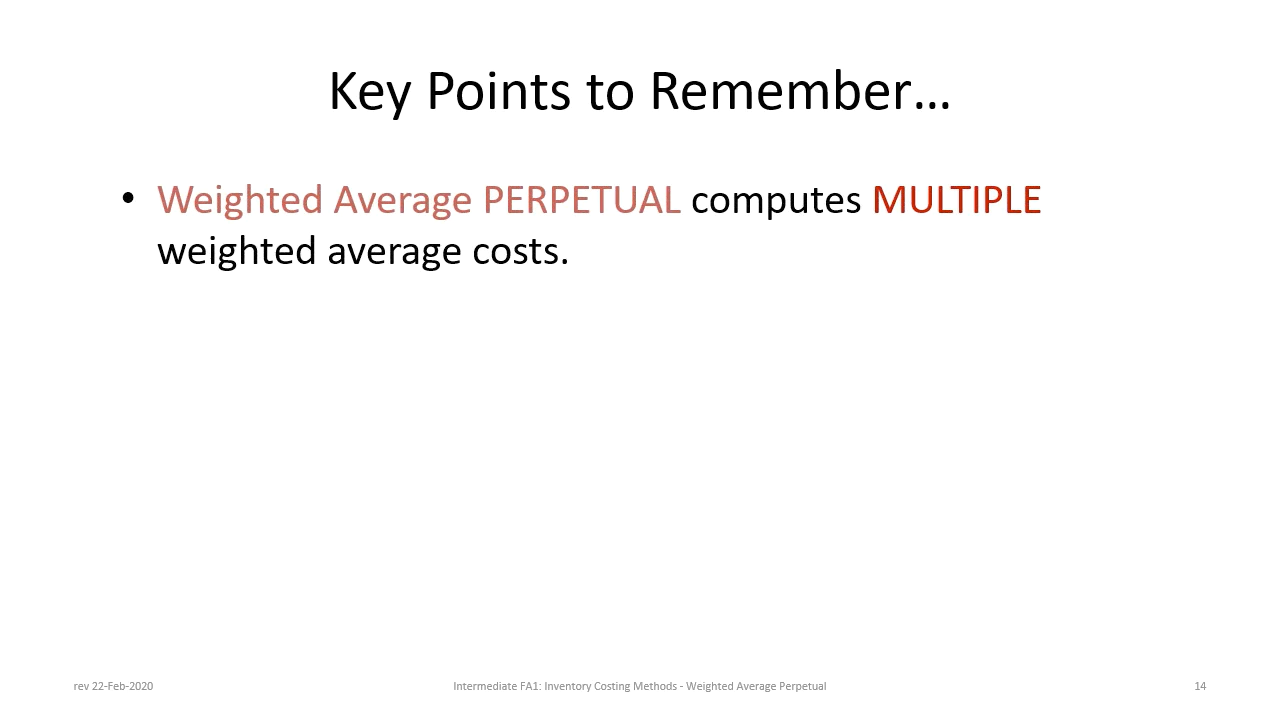 Key Points to Remember…
• Weighted Average PERPETUAL computes MULTIPLE
weighted average costs.
rev 22-Feb-2020
Intermediate FA1: Inventory Costing Methods - Weighted Average Perpetual
14